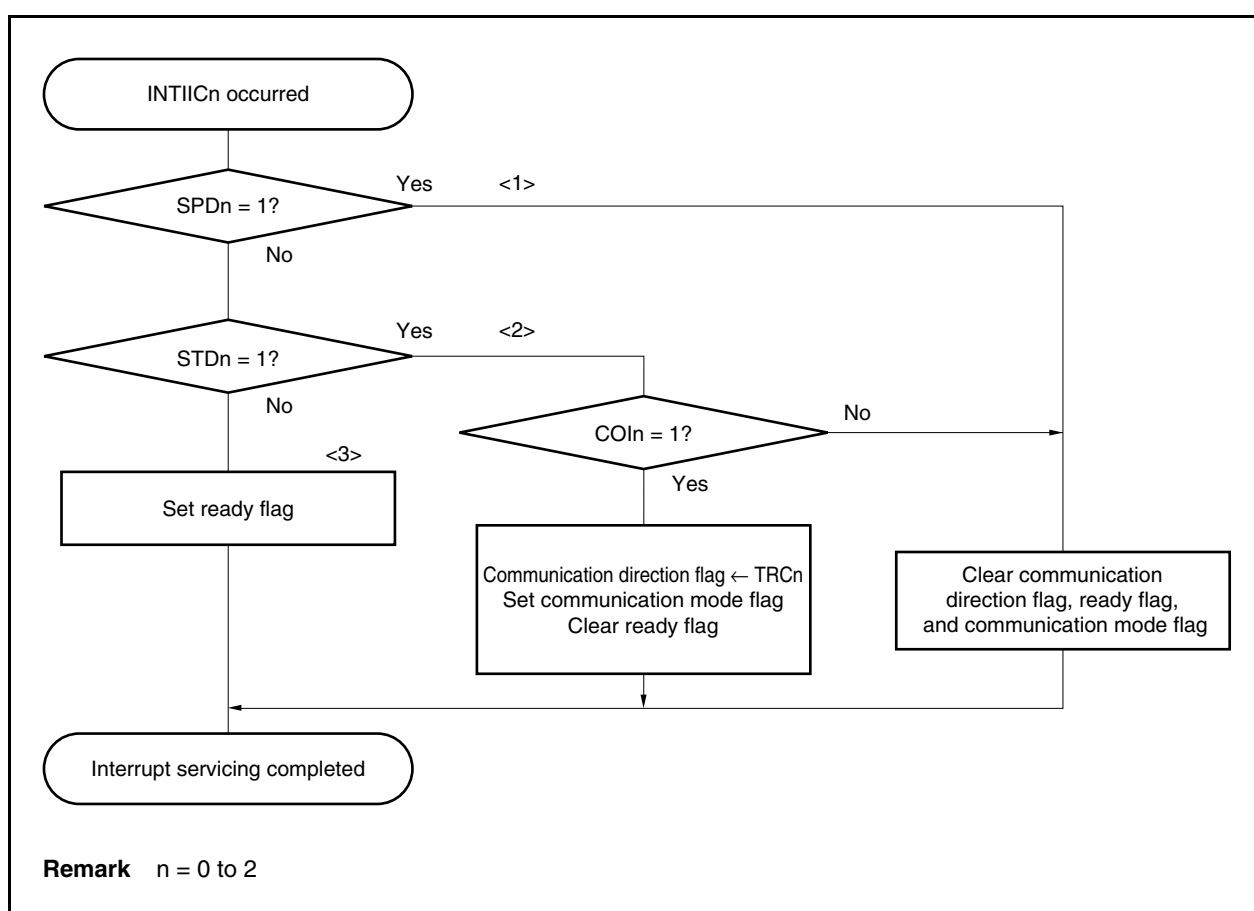 INTIICn occurred
SPDn = 1?
Yes
<1>
No
STDn = 1?
Yes
<2>
No
COIn = 1?
No
Yes
<3>
Set ready flag
Communication direction flag ← TRCn
Set communication mode flag
Clear ready flag
Clear communication
direction flag, ready flag,
and communication mode flag
Interrupt servicing completed
Remark n = 0 to 2